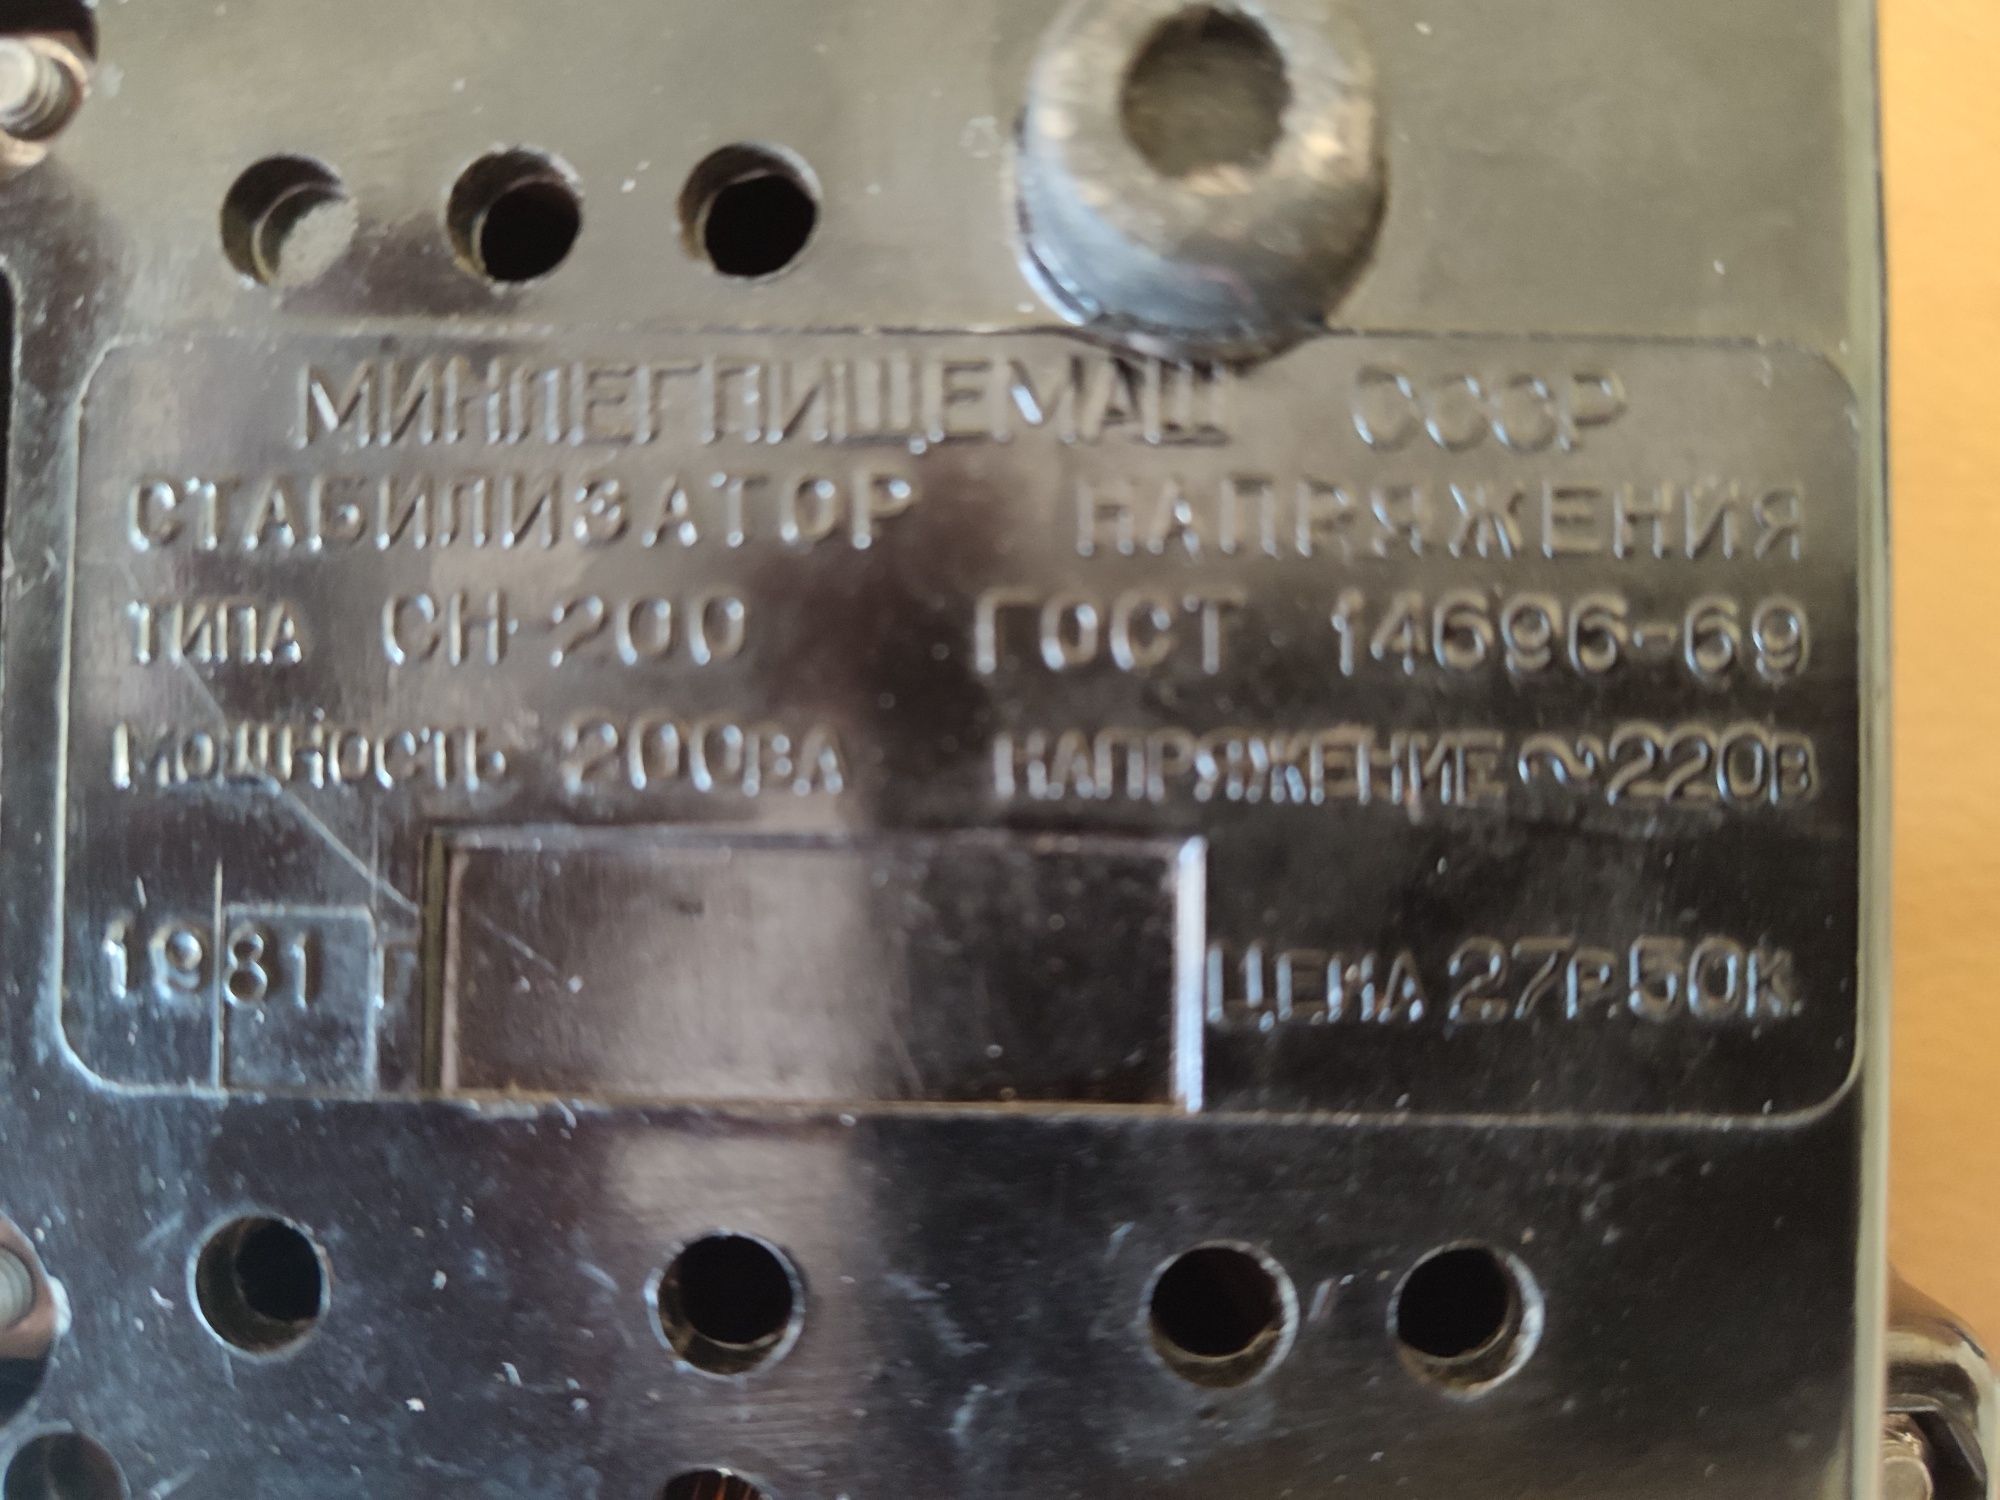 МИНЛЕГПИЩЕМАШ СССР
СТАБИЛИЗАТОР НАПРЯЖЕНИЯ
ТИПА СН-200 ГОСТ 14696-69
МОЩНОСТЬ 200ВА НАПРЯЖЕНИЕ ~220В
1981 Г ЦЕНА 27Р.50К.